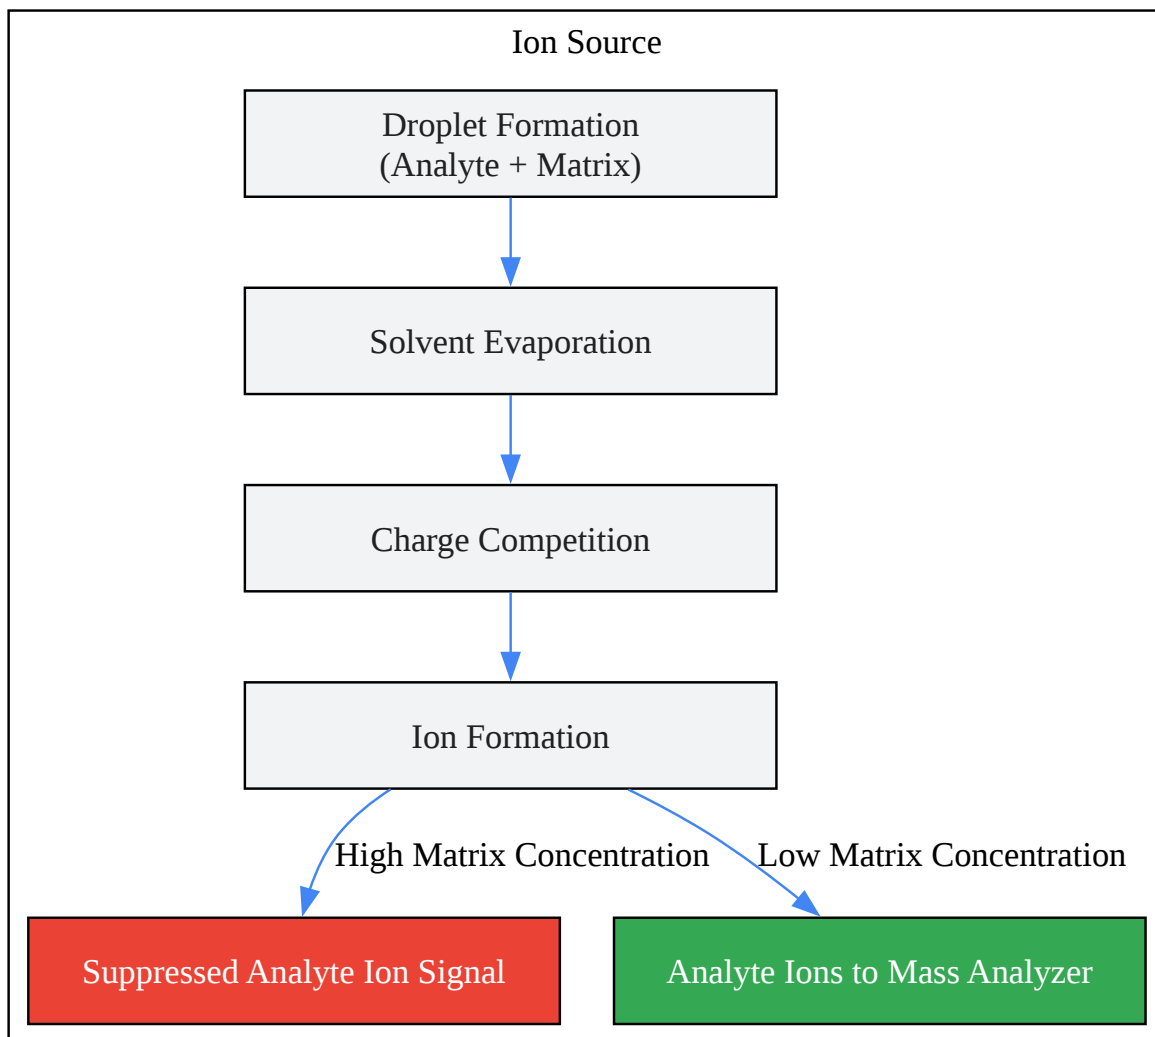 Ion Source
Droplet Formation
(Analyte + Matrix)
Solvent Evaporation
Charge Competition
Ion Formation
High Matrix Concentration
Low Matrix Concentration
Suppressed Analyte Ion Signal
Analyte Ions to Mass Analyzer